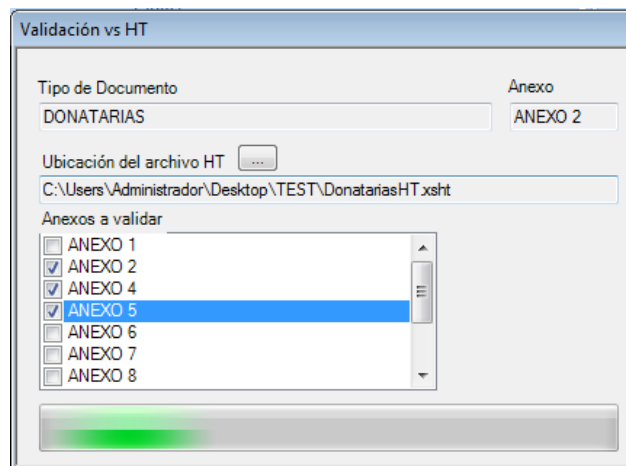 Validación vs HT
Tipo de Documento
Anexo
DONATARIAS
ANEXO 2
Ubicación del archivo HT ...
C:\Users\Administrador\Desktop\TEST\DonatariasHT.xsht
Anexos a validar
ANEXO 1
ANEXO 2
ANEXO 4
ANEXO 5
ANEXO 6
ANEXO 7
ANEXO 8